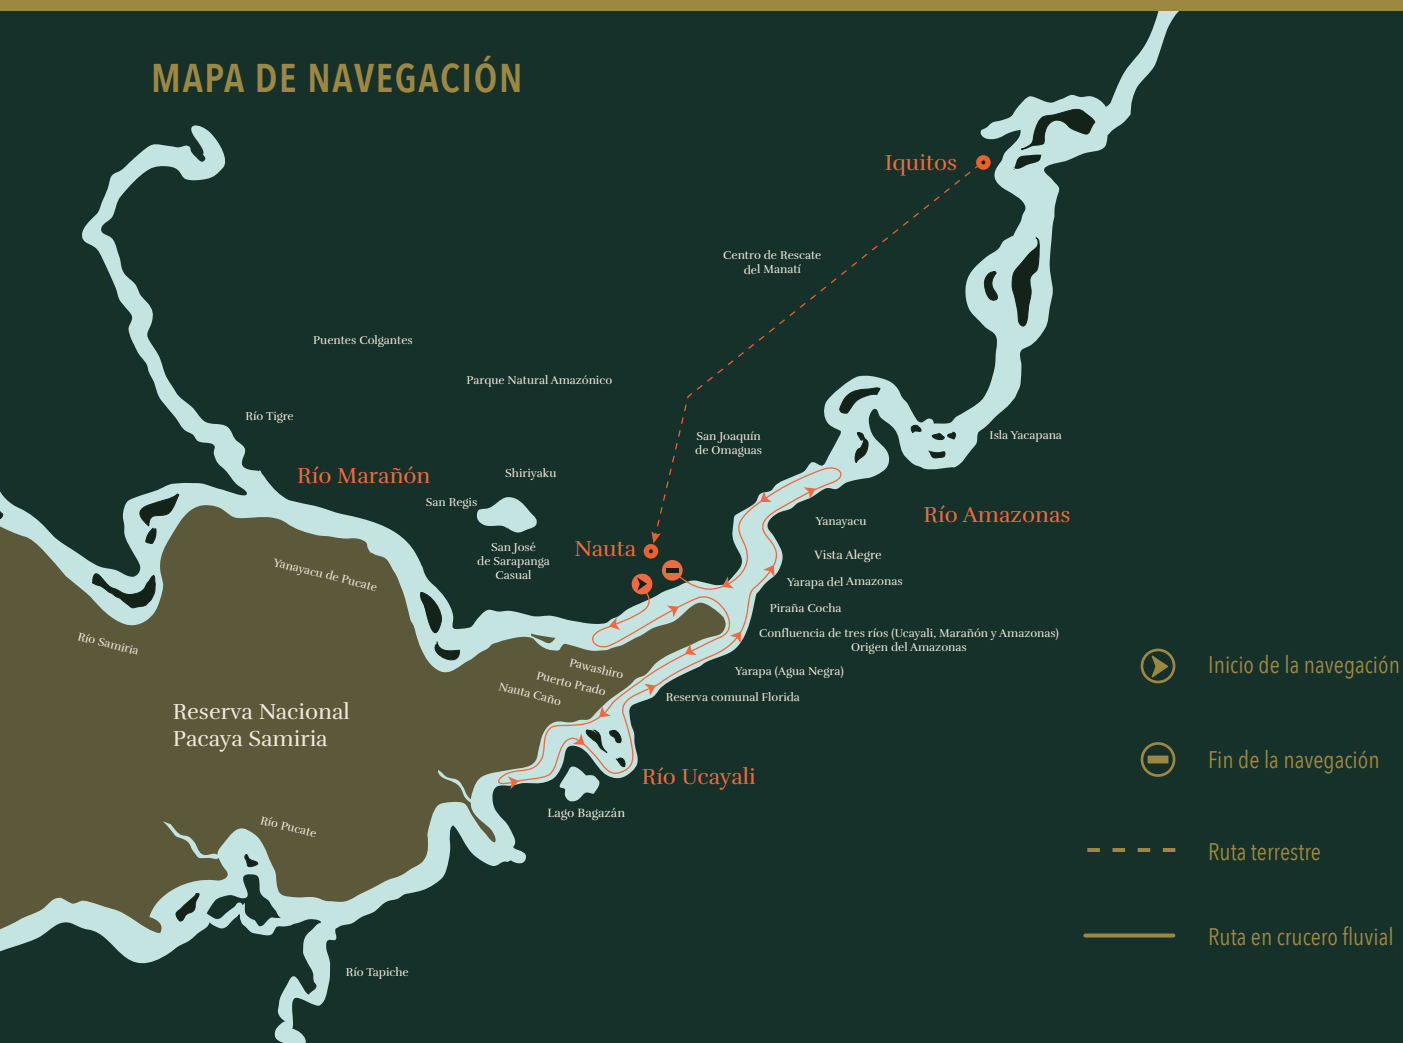 MAPA DE NAVEGACIÓN
Iquitos
Centro de Rescate
del Manatí
Puentes Colgantes
Parque Natural Amazónico
Río Tigre
San Joaquín
de Omaguas
Isla Yacapana
Río Marañón
Shiriyaku
San Regis
Yanayacu
Río Amazonas
San José
de Sarapanga
Casual
Nauta
Vista Alegre
Yanayacu de Pucate
Yarapa del Amazonas
Piraña Cocha
Río Samiria
Confluencia de tres ríos (Ucayali, Marañón y Amazonas)
Origen del Amazonas
Pawashiro
Puerto Prado
Nauta Caño
Yarapa (Agua Negra)
Reserva comunal Florida
Reserva Nacional
Pacaya Samiria
Río Ucayali
Lago Bagazán
Río Pucate
Río Tapiche
Inicio de la navegación
Fin de la navegación
Ruta terrestre
Ruta en crucero fluvial